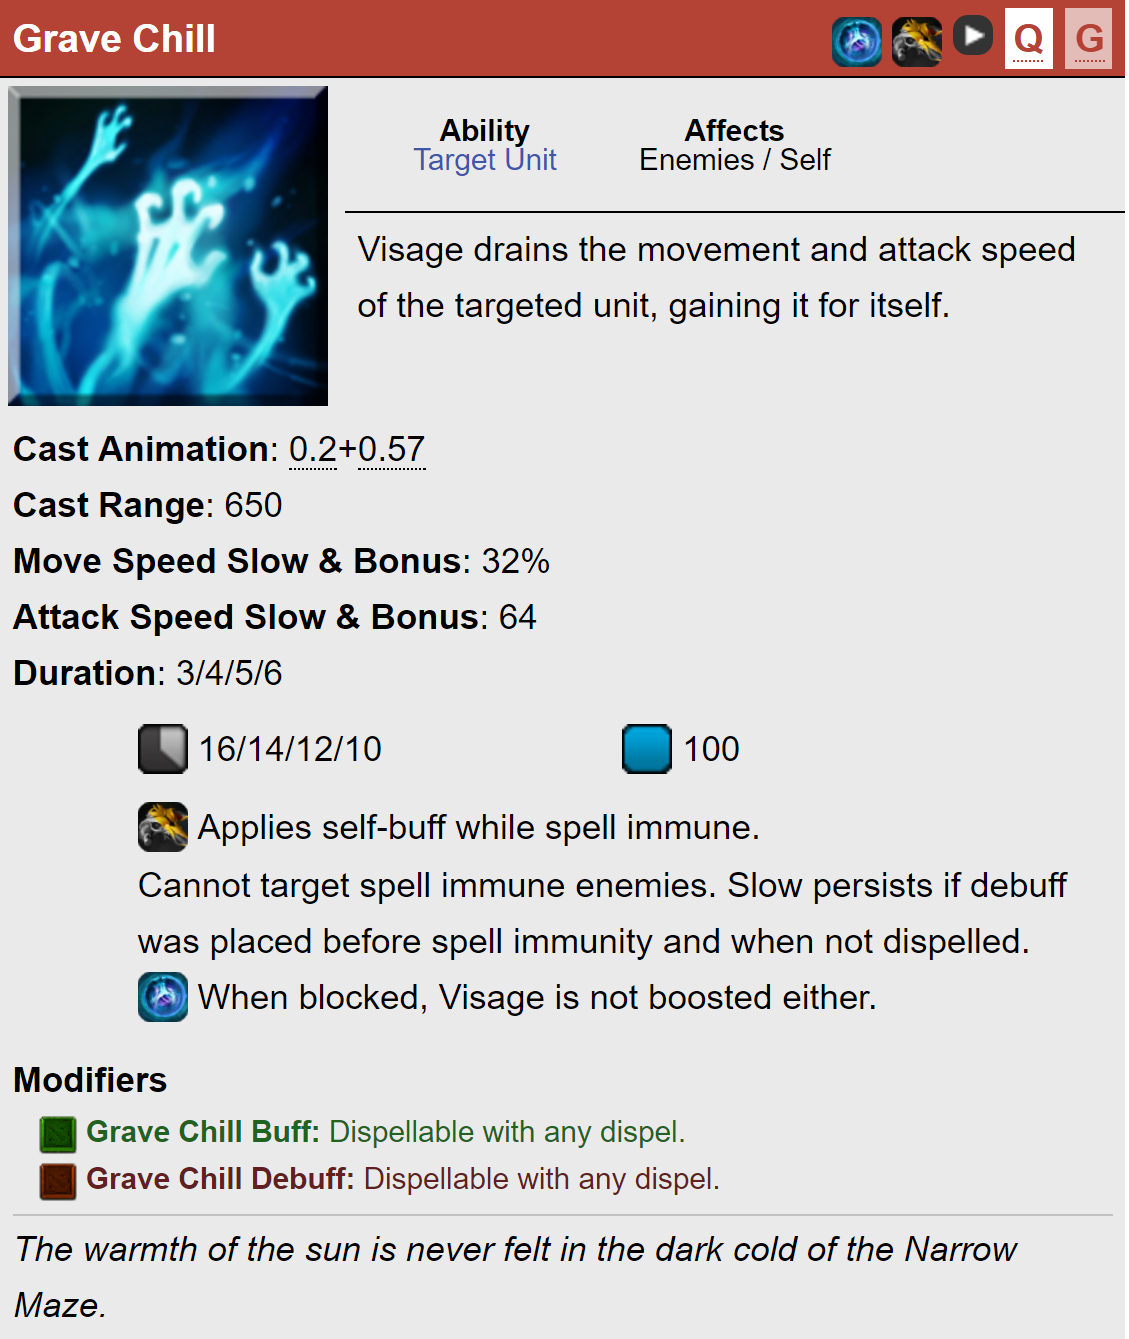 Grave Chill
Q
G
Ability
Target Unit
Affects
Enemies / Self
Visage drains the movement and attack speed
of the targeted unit, gaining it for itself.
Cast Animation: 0.2+0.57
Cast Range: 650
Move Speed Slow & Bonus: 32%
Attack Speed Slow & Bonus: 64
Duration: 3/4/5/6
16/14/12/10
100
Applies self-buff while spell immune.
Cannot target spell immune enemies. Slow persists if debuff
was placed before spell immunity and when not dispelled.
When blocked, Visage is not boosted either.
Modifiers
Grave Chill Buff: Dispellable with any dispel.
Grave Chill Debuff: Dispellable with any dispel.
The warmth of the sun is never felt in the dark cold of the Narrow
Maze.